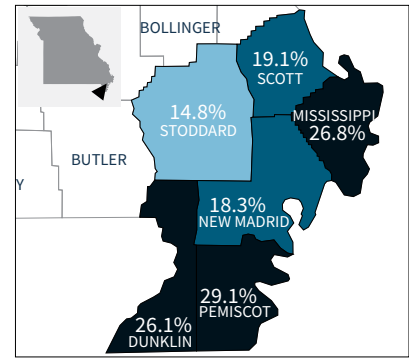 BOLLINGER
19.1%
SCOTT
14.8%
STODDARD
MISSISSIPPI
26.8%
BUTLER
Y
18.3%
NEW MADRID
29.1%
PEMISCOT
26.1%
DUNKLIN